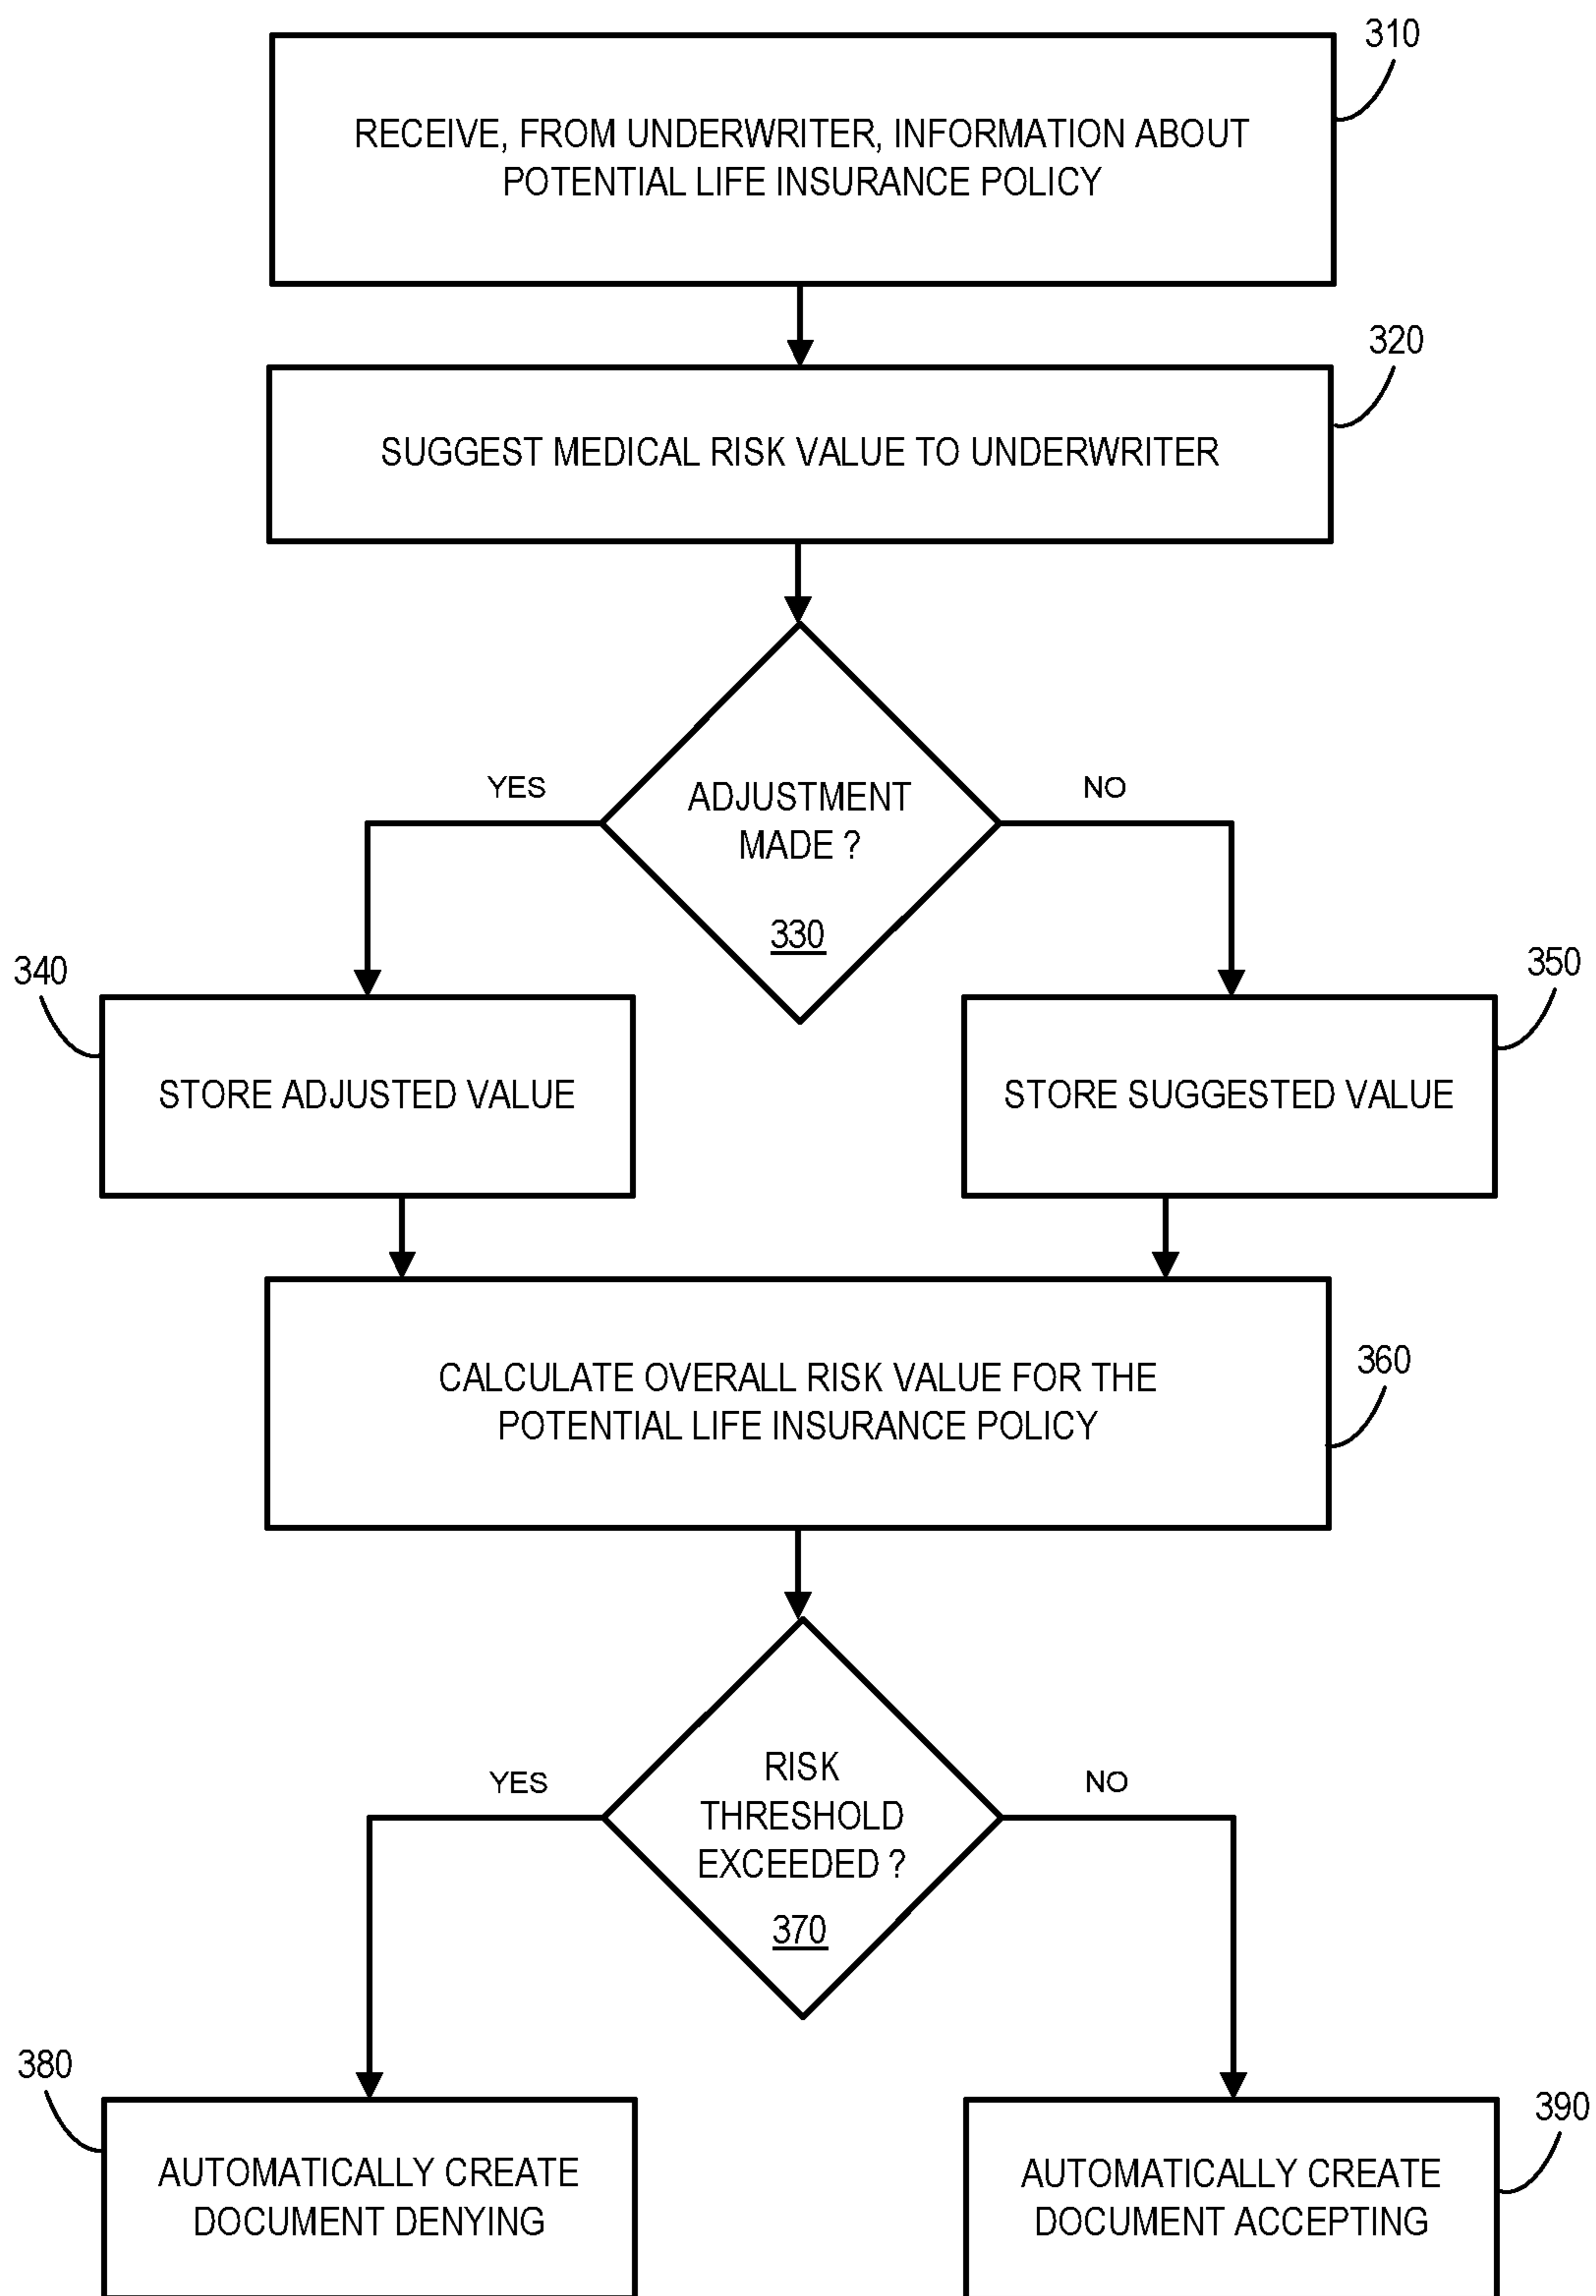 310
RECEIVE, FROM UNDERWRITER, INFORMATION ABOUT
POTENTIAL LIFE INSURANCE POLICY
320
SUGGEST MEDICAL RISK VALUE TO UNDERWRITER
YES
NO
ADJUSTMENT
MADE ?
330
340
350
STORE ADJUSTED VALUE
STORE SUGGESTED VALUE
360
CALCULATE OVERALL RISK VALUE FOR THE
POTENTIAL LIFE INSURANCE POLICY
YES
NO
RISK
THRESHOLD
EXCEEDED ?
370
380
390
AUTOMATICALLY CREATE
DOCUMENT DENYING
AUTOMATICALLY CREATE
DOCUMENT ACCEPTING